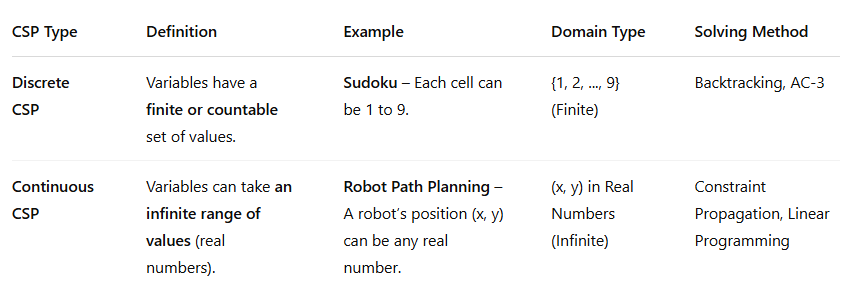 CSP Type Definition Example Domain Type Solving Method
Discrete CSP
Variables have a
finite or countable
set of values.
Sudoku – Each cell can
be 1 to 9.
{1, 2, ..., 9}
(Finite)
Backtracking, AC-3
Continuous
CSP
Variables can take an
infinite range of
values (real
numbers).
Robot Path Planning –
A robot's position (x, y)
can be any real
number.
(x, y) in Real
Numbers
(Infinite)
Constraint
Propagation, Linear
Programming